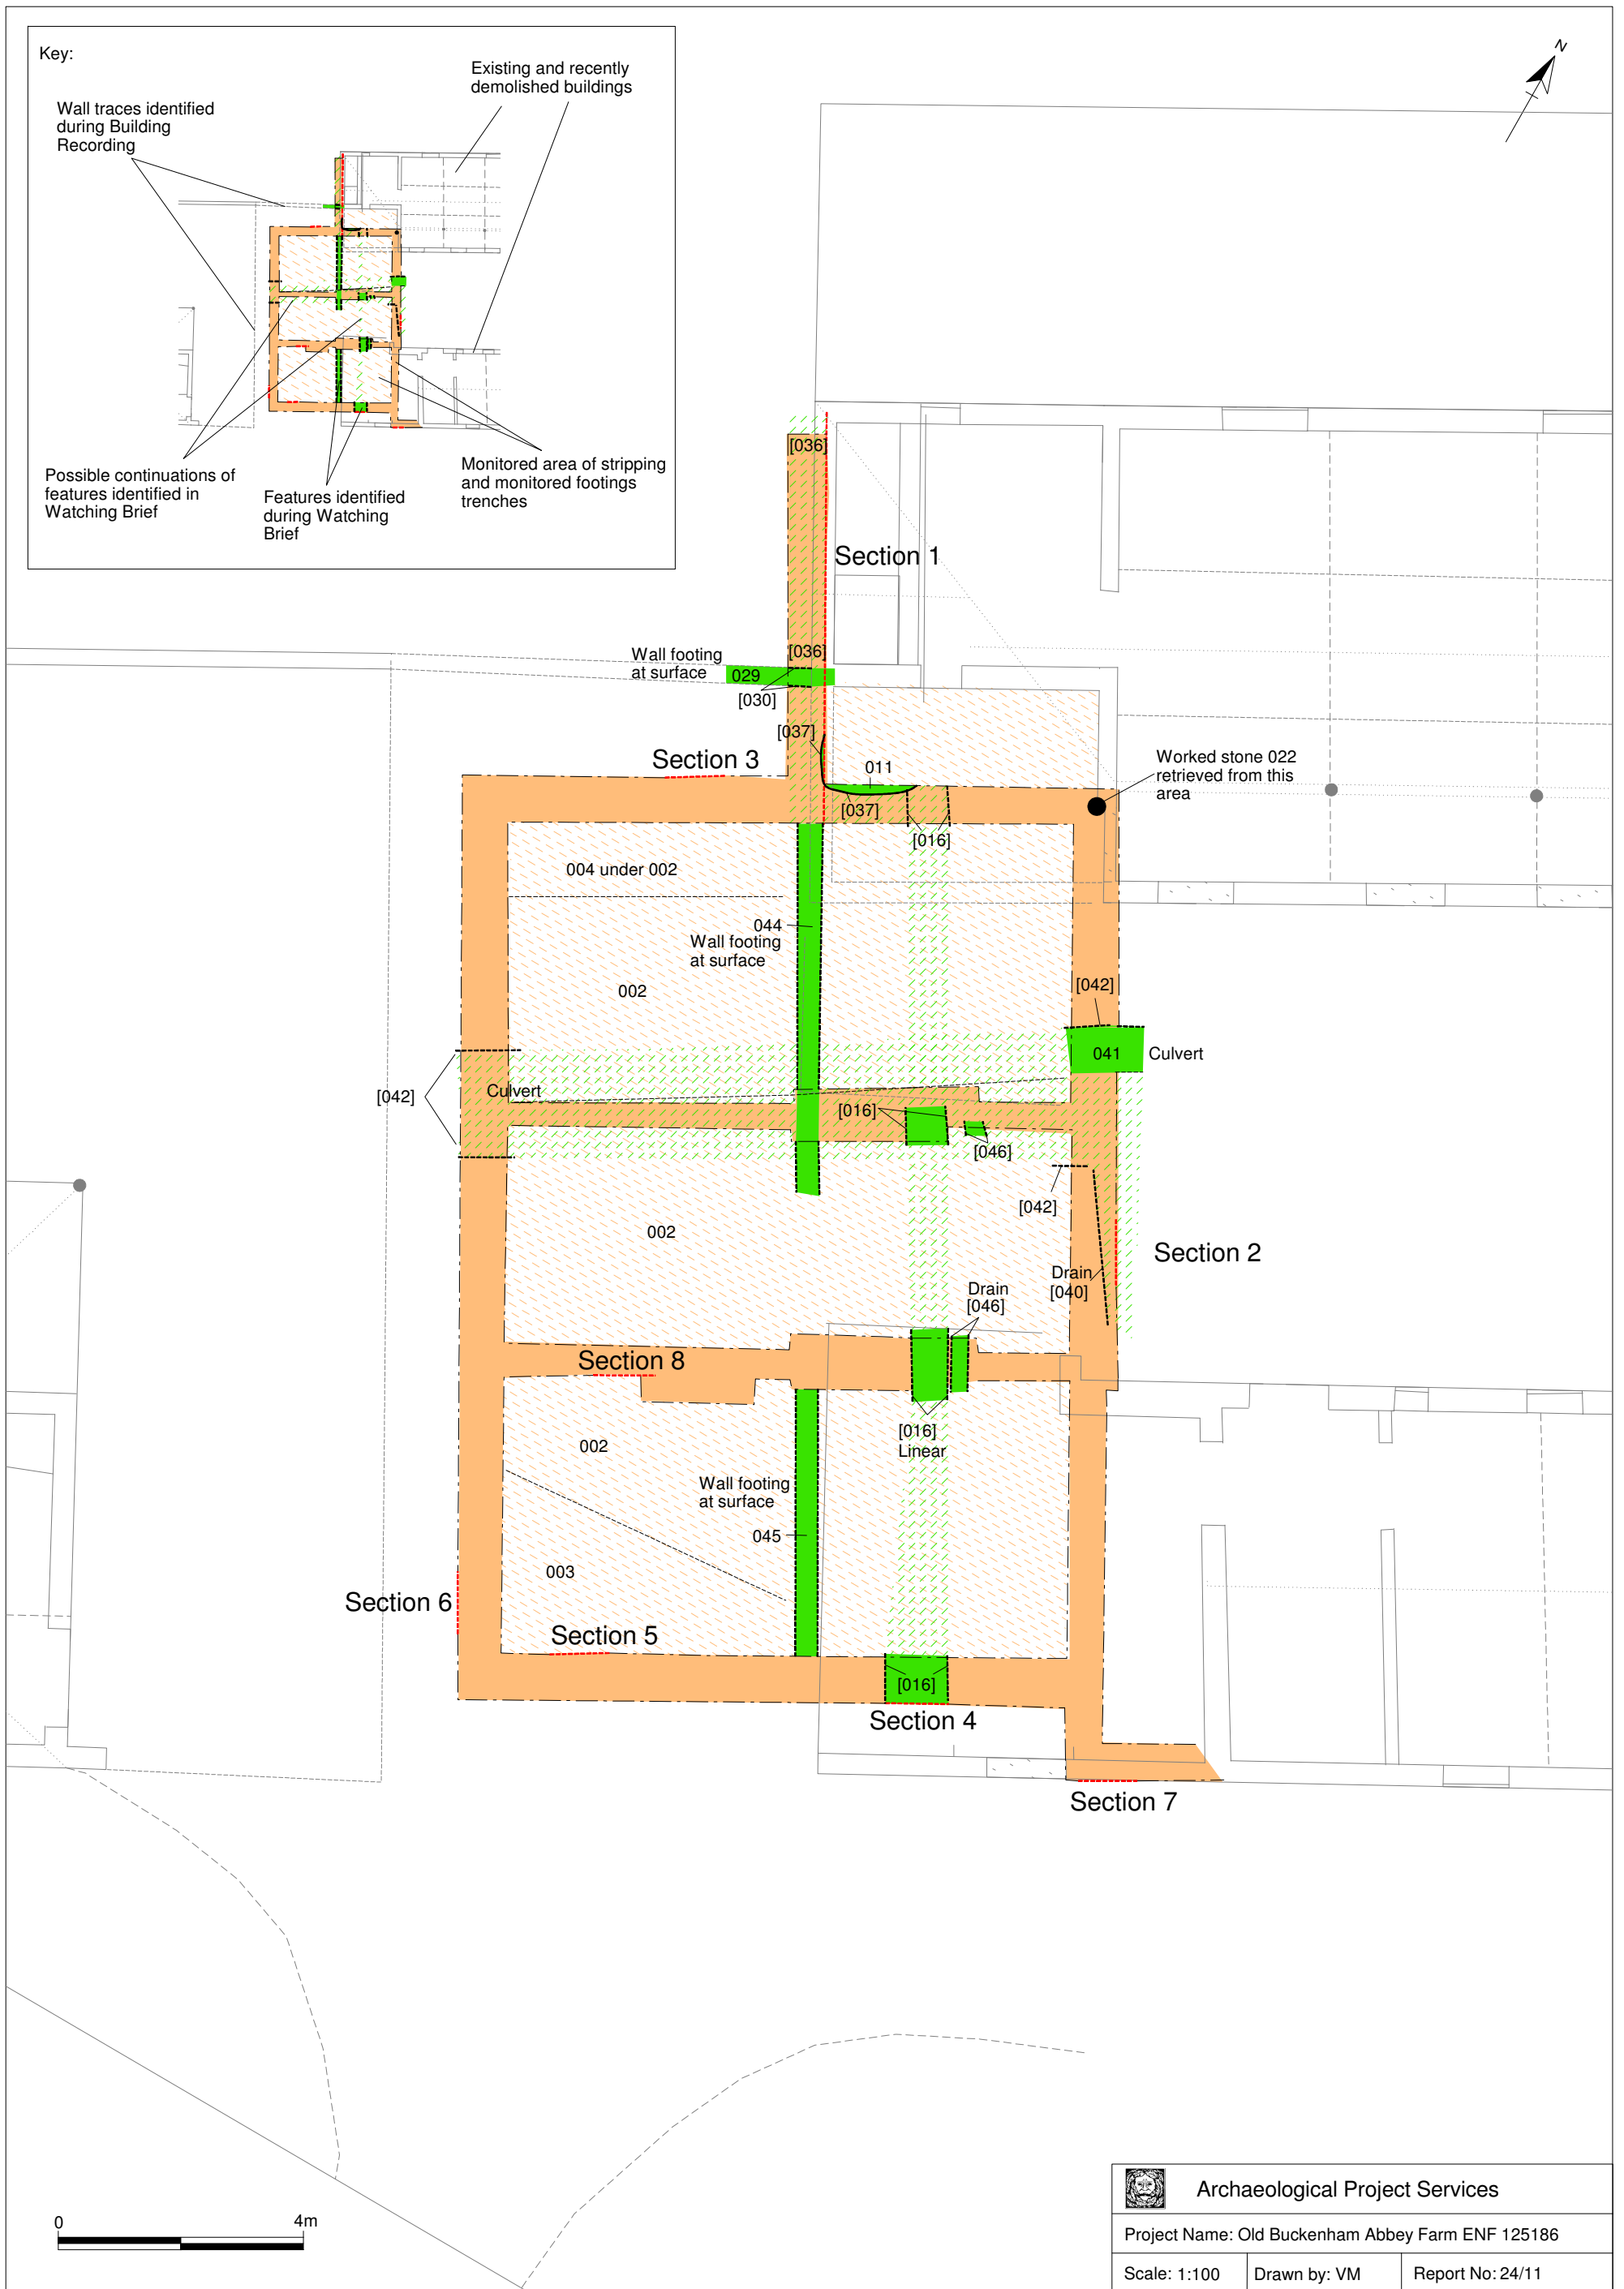 Key:
Existing and recently
demolished buildings
Wall traces identified
during Building
Recording
Possible continuations of
features identified in
Watching Brief
Features identified
during Watching
Brief
Monitored area of stripping
and monitored footings
trenches
N
[036]
Section 1
Wall footing
at surface
029
[036]
[030]
[037]
Section 3
011
[037]
[016]
Worked stone 022
retrieved from this
area
004 under 002
044
Wall footing
at surface
002
[042]
041
Culvert
[042]
Culvert
[016]
[046]
[042]
002
Section 2
Drain
[040]
Drain
[046]
Section 8
[016]
Linear
002
Wall footing
at surface
045
003
Section 6
Section 5
[016]
Section 4
Section 7
0
4m
Archaeological Project Services
Project Name: Old Buckenham Abbey Farm ENF 125186
Scale: 1:100
Drawn by: VM
Report No: 24/11